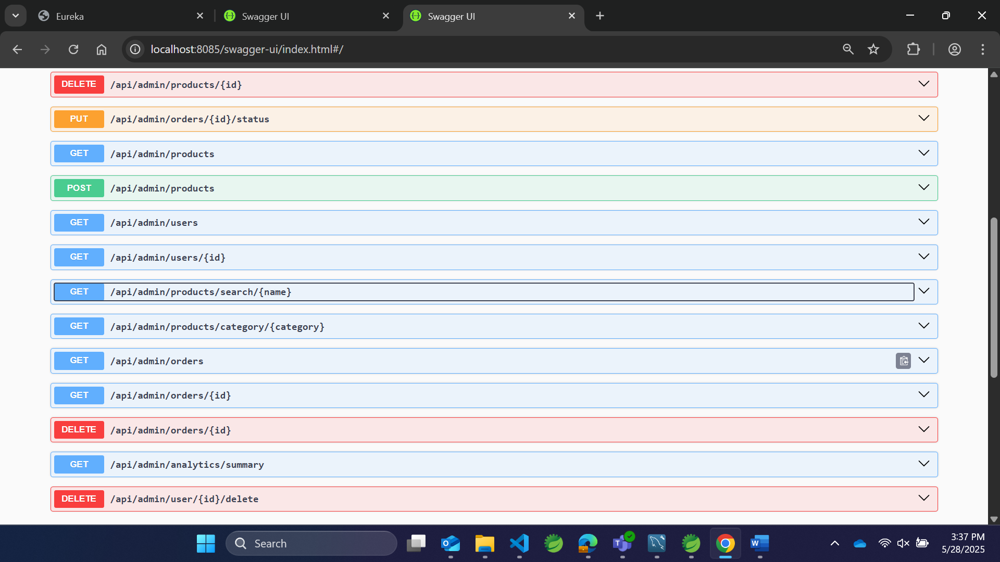 Eureka
Swagger UI
Swagger UI
localhost:8085/swagger-ui/index.html#/
DELETE /api/admin/products/{id}
PUT /api/admin/orders/{id}/status
GET /api/admin/products
POST /api/admin/products
GET /api/admin/users
GET /api/admin/users/{id}
GET /api/admin/products/search/{name}
GET /api/admin/products/category/{category}
GET /api/admin/orders
GET /api/admin/orders/{id}
DELETE /api/admin/orders/{id}
GET /api/admin/analytics/summary
DELETE /api/admin/user/{id}/delete
Search
3:37 PM
5/28/2025